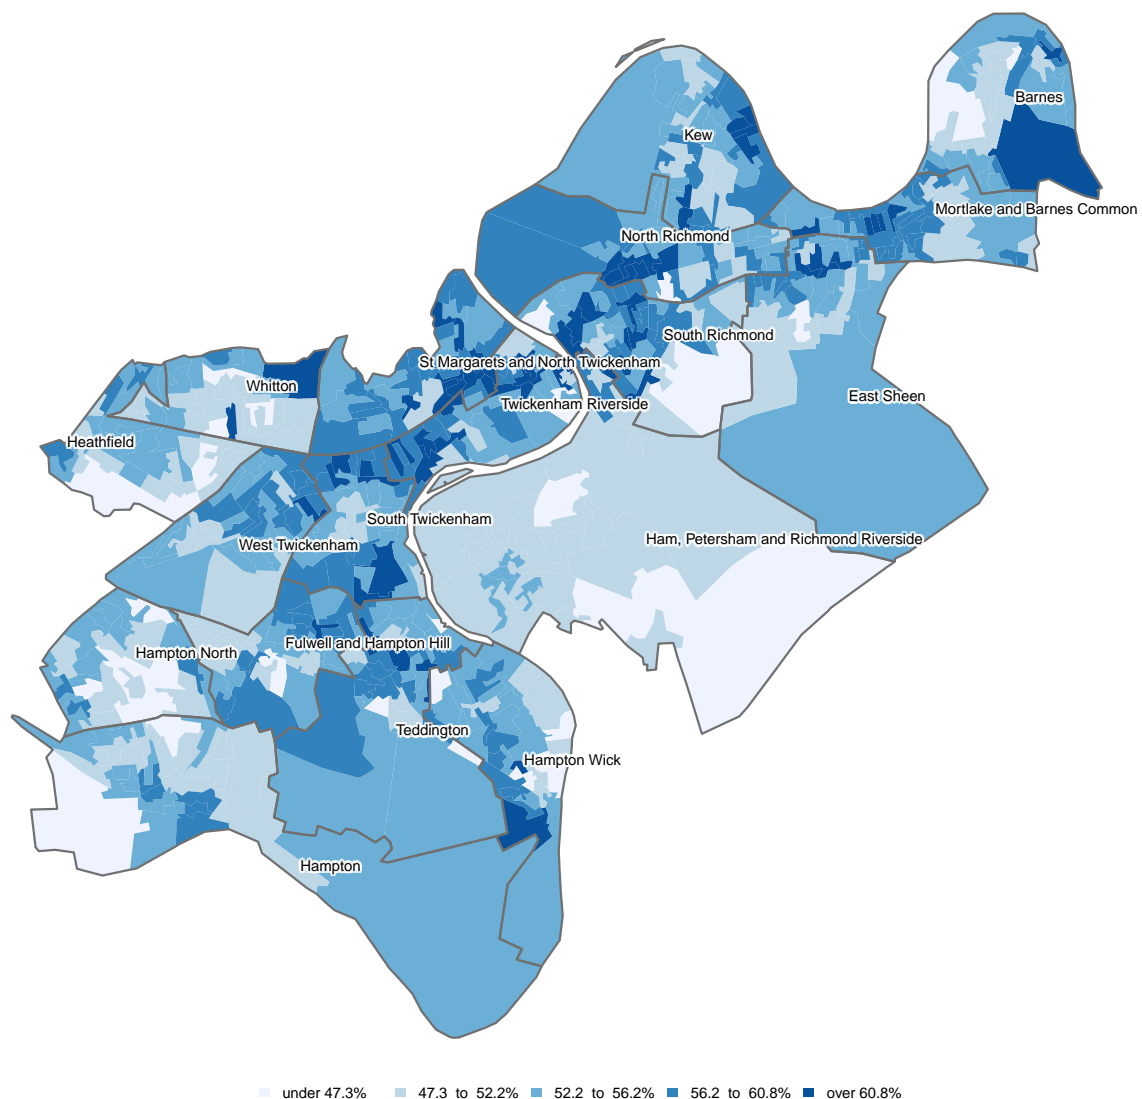 Barnes
Kew
Mortlake and Barnes Common
North Richmond
South Richmond
St Margarets and North Twickenham
Whitton
East Sheen
Twickenham Riverside
Heathfield
South Twickenham
Ham, Petersham and Richmond Riverside
West Twickenham
Fulwell and Hampton Hill
Hampton North
Teddington
Hampton Wick
Hampton
under 47.3% 47.3 to 52.2% 52.2 to 56.2% 56.2 to 60.8% over 60.8%